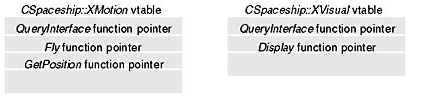 CSpaceship::XMotion vtable
QueryInterface function pointer
Fly function pointer
GetPosition function pointer
CSpaceship::XVisual vtable
QueryInterface function pointer
Display function pointer